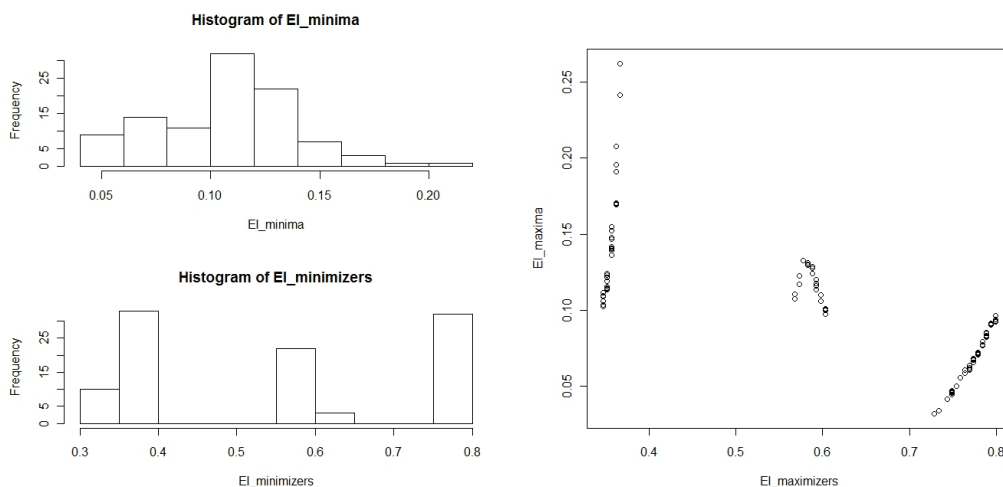 Histogram of EI_minima
Frequency
5
15
25
0.05 0.10 0.15 0.20
EI_minima
Histogram of EI_minimizers
Frequency
0
5
15
25
0.3 0.4 0.5 0.6 0.7 0.8
EI_minimizers
EI_maxima
0.05
0.10
0.15
0.20
0.25
0.4 0.5 0.6 0.7 0.8
EI_maximizers